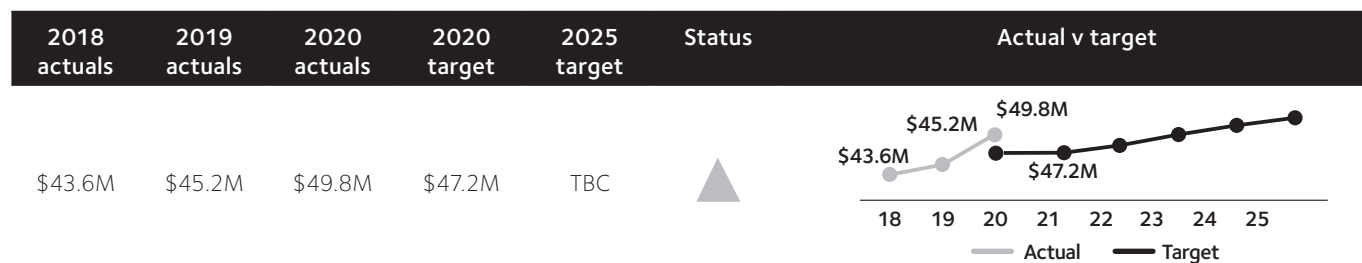 2018 actuals
2019 actuals
2020 actuals
2020 target
2025 target
Status
Actual v target
$43.6M
$45.2M
$49.8M
$47.2M
TBC
$43.6M
$45.2M
$49.8M
$47.2M
18 19 20 21 22 23 24 25
Actual Target